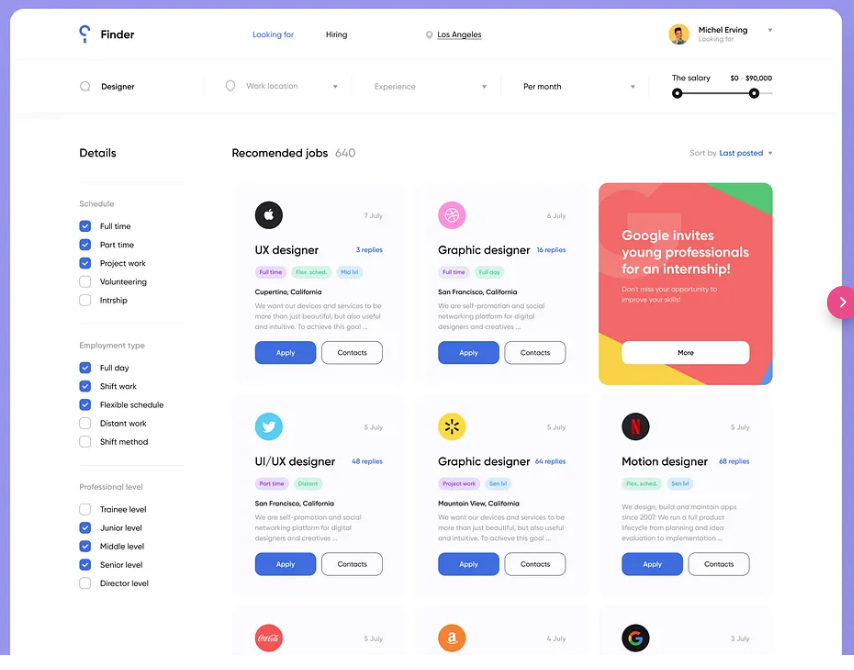 Finder
Looking for
Hiring
Los Angeles
Michel Erving
Looking for
Designer
Work location
Experience
Per month
The salary
$0 - $90,000
Details
Recomended jobs 640
Sort by Last posted
Schedule
Full time
Part time
Project work
Volunteering
Intrship
Employment type
Full day
Shift work
Flexible schedule
Distant work
Shift method
Professional level
Trainee level
Junior level
Middle level
Senior level
Director level
7 July
UX designer
3 replies
Full time
Flex. sched.
Mid lvl
Cupertino, California
We want our devices and services to be
more than just beautiful, but also useful
and intuitive. To achieve this goal ...
Apply
Contacts
6 July
Graphic designer
16 replies
Full time
Full day
San Francisco, California
We are self-promotion and social
networking platform for digital
designers and creatives ...
Apply
Contacts
Google invites
young professionals
for an internship!
Don't miss your opportunity to
improve your skills!
More
5 July
UI/UX designer
48 replies
Part time
Distant
San Francisco, California
We are self-promotion and social
networking platform for digital
designers and creatives ...
Apply
Contacts
5 July
Graphic designer
64 replies
Project work
Sen lvl
Mauntain View, California
We want our devices and services to be
more than just beautiful, but also useful
and intuitive. To achieve this goal ...
Apply
Contacts
N
5 July
Motion designer
68 replies
Flex. sched.
Sen lvl
We design, build and maintain apps
since 2007. We run a full product
lifecycle from planning and idea
evaluation to implementation ...
Apply
Contacts
Coca-Cola
5 July
a
4 July
G
3 July